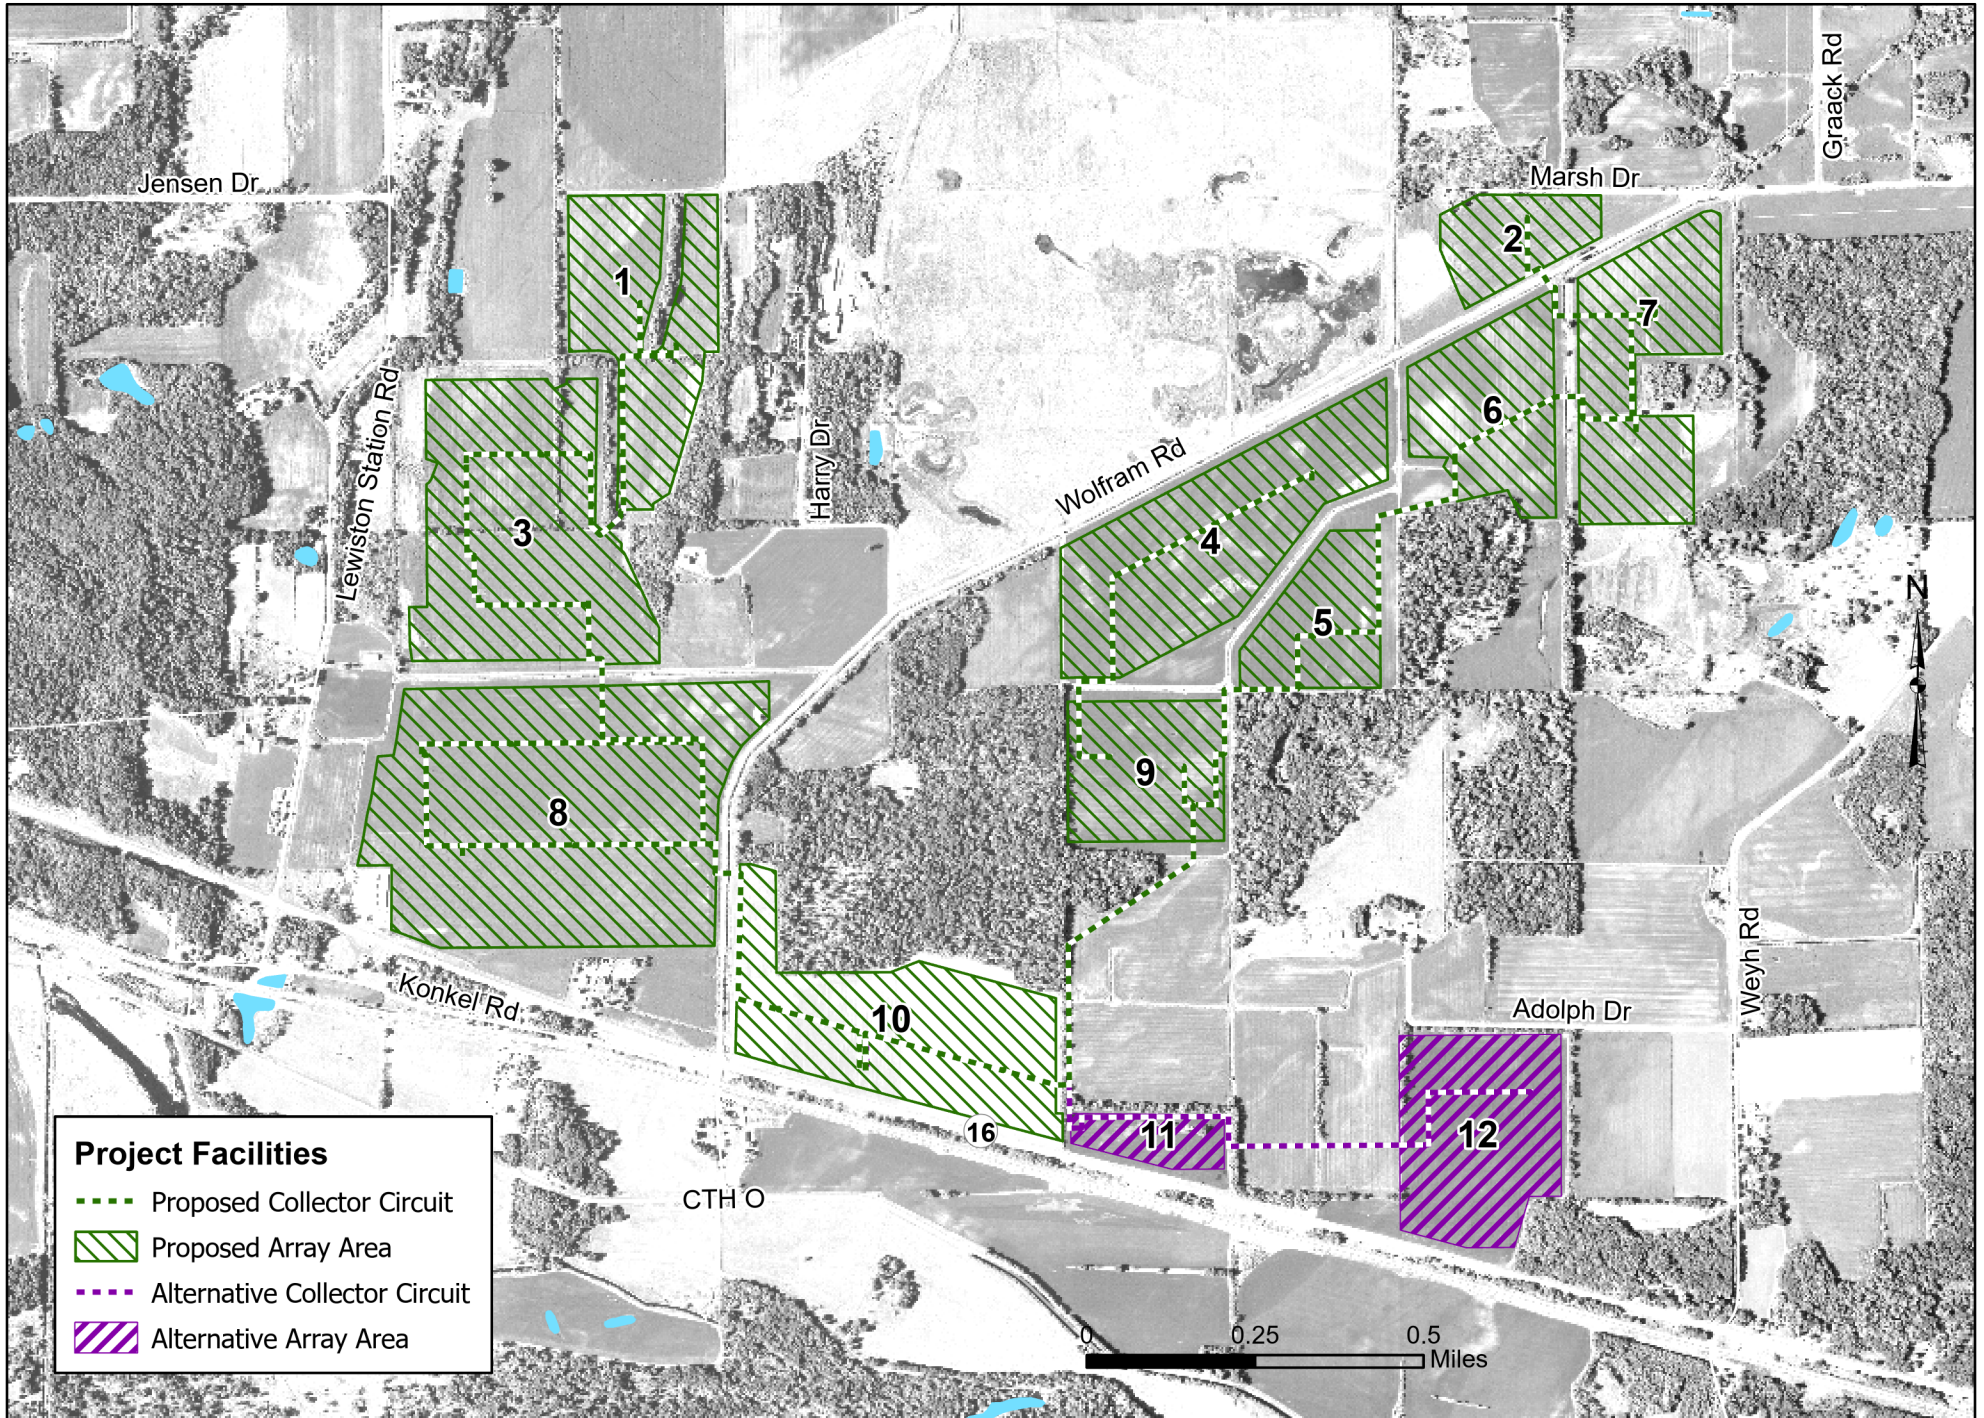 Graack Rd
Jensen Dr
Marsh Dr
1
2
7
Lewiston Station Rd
Harry Dr
6
Wolfram Rd
3
4
5
N
9
8
Weyh Rd
Konkel Rd
10
Adolph Dr
16
11
12
CTH O
Project Facilities
Proposed Collector Circuit
Proposed Array Area
Alternative Collector Circuit
Alternative Array Area
0 0.25 0.5
Miles